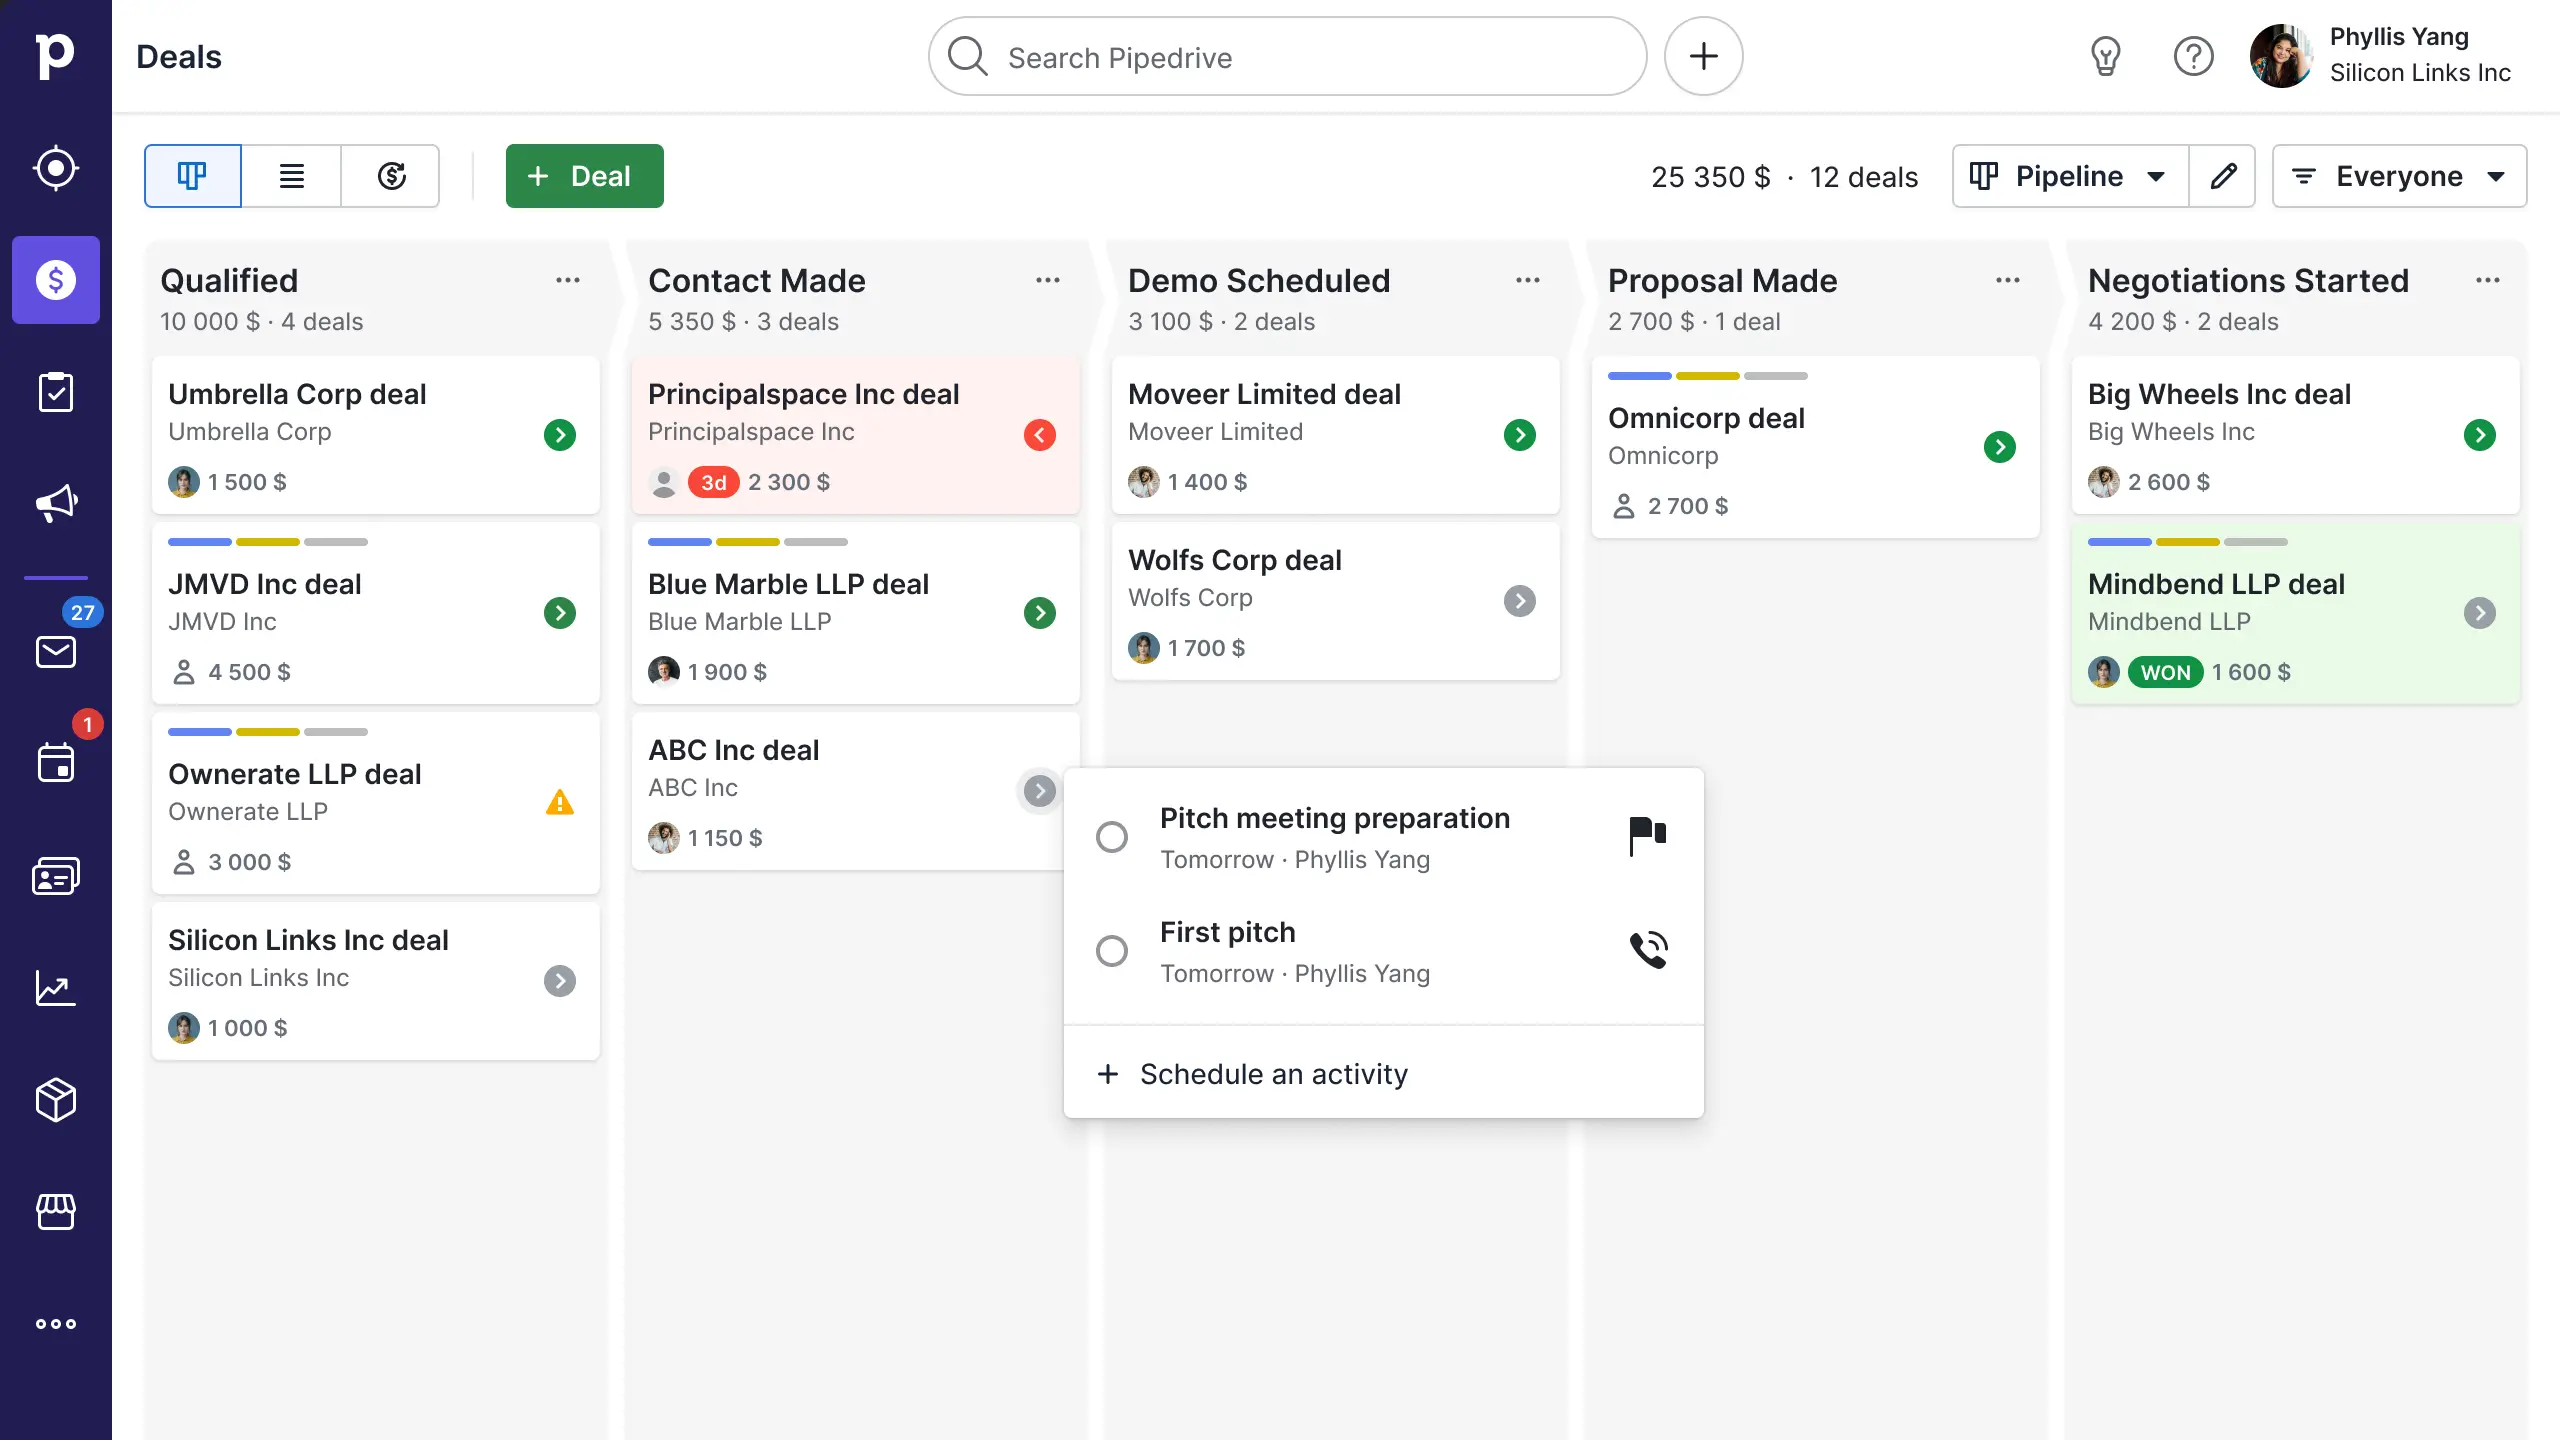 p
Deals
Search Pipedrive
Phyllis Yang
Silicon Links Inc
+ Deal
25 350 $ · 12 deals
Pipeline
Everyone
27
1
Qualified
10 000 $ · 4 deals
Umbrella Corp deal
Umbrella Corp
1 500 $
JMVD Inc deal
JMVD Inc
4 500 $
Ownerate LLP deal
Ownerate LLP
3 000 $
Silicon Links Inc deal
Silicon Links Inc
1 000 $
Contact Made
5 350 $ · 3 deals
Principalspace Inc deal
Principalspace Inc
3d 2 300 $
Blue Marble LLP deal
Blue Marble LLP
1 900 $
ABC Inc deal
ABC Inc
1 150 $
Demo Scheduled
3 100 $ · 2 deals
Moveer Limited deal
Moveer Limited
1 400 $
Wolfs Corp deal
Wolfs Corp
1 700 $
Pitch meeting preparation
Tomorrow · Phyllis Yang
First pitch
Tomorrow · Phyllis Yang
+ Schedule an activity
Proposal Made
2 700 $ · 1 deal
Omnicorp deal
Omnicorp
2 700 $
Negotiations Started
4 200 $ · 2 deals
Big Wheels Inc deal
Big Wheels Inc
2 600 $
Mindbend LLP deal
Mindbend LLP
WON 1 600 $